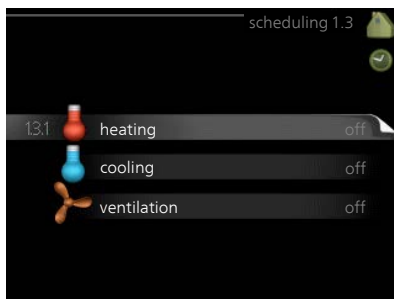 scheduling 1.3
1.3.1 heating off
cooling off
ventilation off